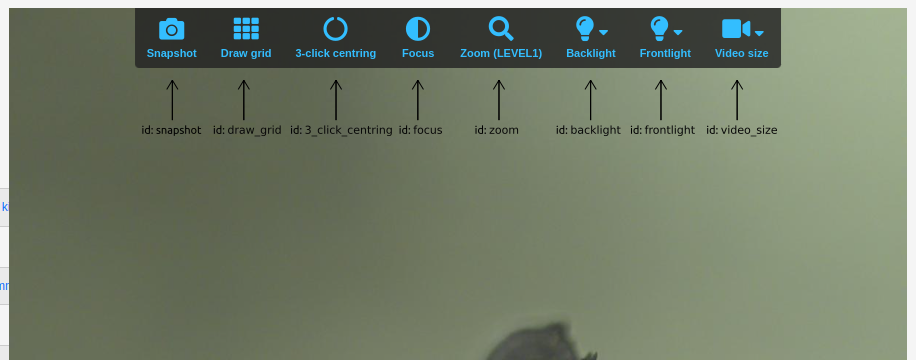 Snapshot Draw grid 3-click centring Focus Zoom (LEVEL1) Backlight Frontlight Video size
id: snapshot id: draw_grid id: 3_click_centring id: focus id: zoom id: backlight id: frontlight id: video_size